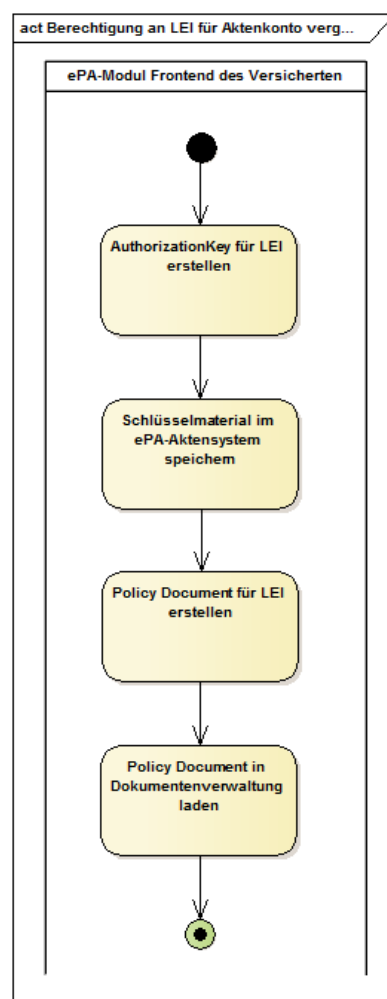 act Berechtigung an LEI für Aktenkonto verg...
ePA-Modul Frontend des Versicherten
AuthorizationKey für LEI
erstellen
Schlüsselmaterial im
ePA-Aktensystem
speichern
Policy Document für LEI
erstellen
Policy Document in
Dokumentenverwaltung
laden